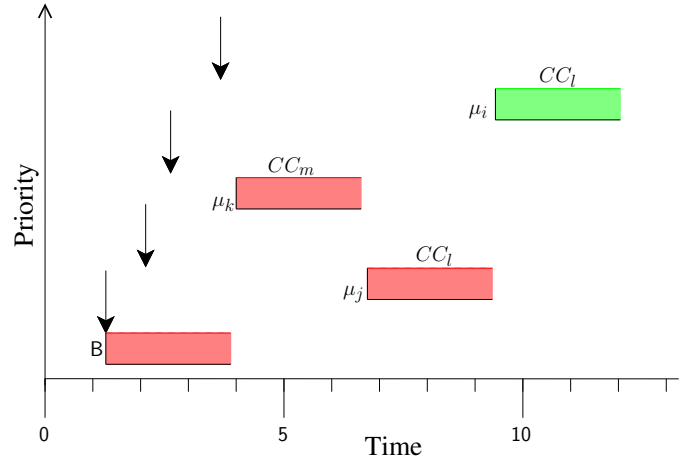 CC_l
μ_i
CC_m
μ_k
CC_l
μ_j
B
Priority
0 5 10
Time